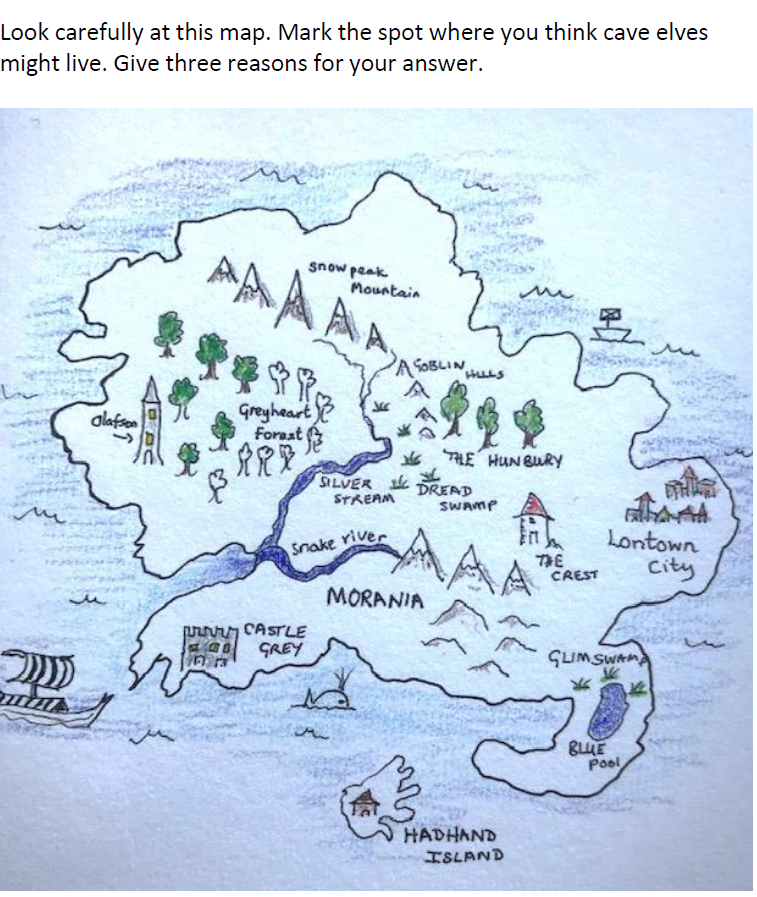 Look carefully at this map. Mark the spot where you think cave elves
might live. Give three reasons for your answer.
Snow peak
Mountain
GOBLIN
HILLS
Olafson
Greyheart
Forest
THE HUNBURY
SILVER
STREAM
DREAD
SWAMP
Snake river
Lontown
City
THE
CREST
MORANIA
CASTLE
GREY
GLIMSWAMP
BLUE
Pool
HADHAND
ISLAND